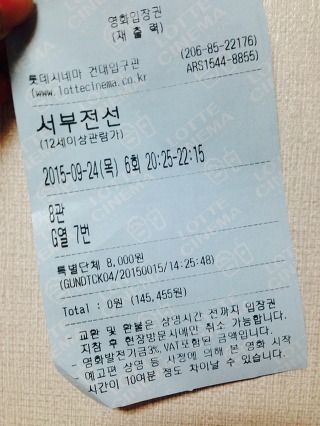 영화입장권
(재 출 력)
(206-85-22176)
롯데시네마 건대입구관 ARS1544-8855)
(www.lottecinema.co.kr
서부전선
(12세이상관람가)
2015-09-24(목) 6회 20:25-22:15
8관
G열 7번
특별단체 8,000원
(GUNDTCK04/20150015/14:25:48)
Total : 0원 (145,455원)
- 교환 및 환불은 상영시간 전까지 입장권
지참 후 현장방문시에만 취소 가능합니다.
- 영화발전기금3%,VAT포함된 금액입니다.
- 예고편 상영 등 사정에 의해 본 영화 시작
시간이 10여분 정도 차이날 수 있습니다.
LOTTE
CINEMA